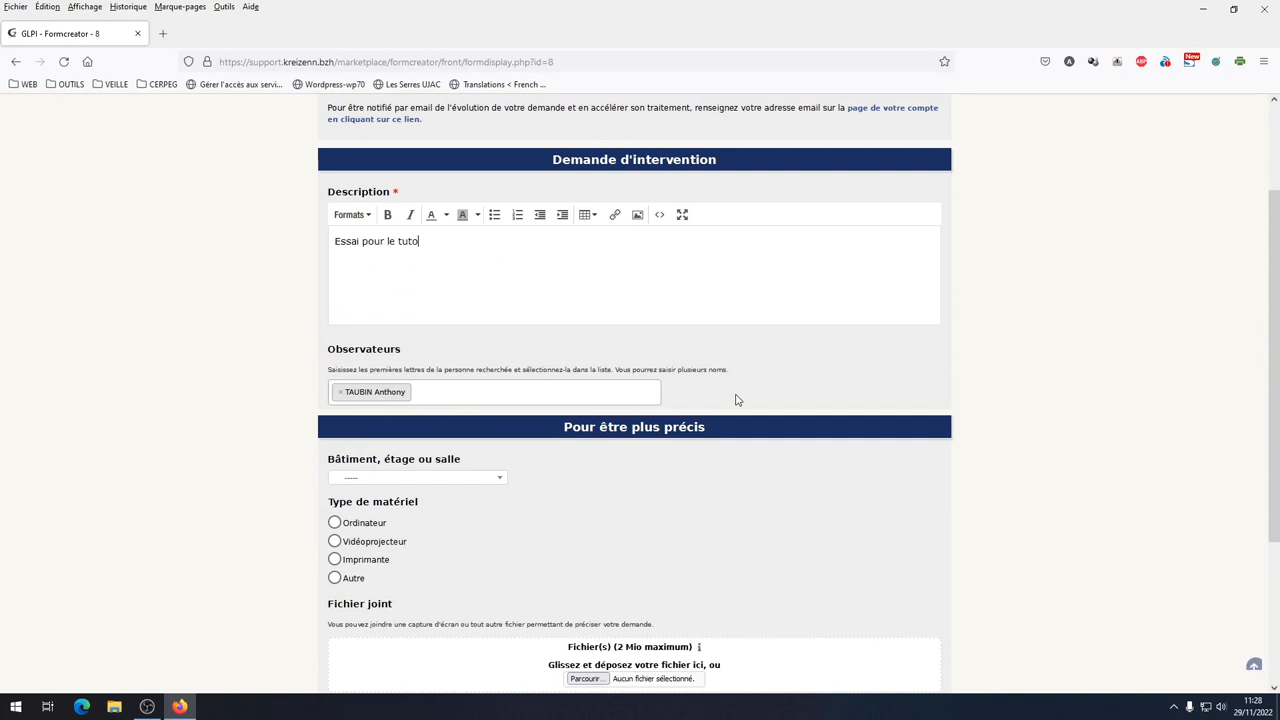 Fichier Édition Affichage Historique Marque-pages Outils Aide
GLPI - Formcreator - 8
https://support.kreizenn.bzh/marketplace/formcreator/front/formdisplay.php?id=8
New
WEB OUTILS VEILLE CERPEG Gérer l'accès aux servi... Wordpress-wp70 Les Serres UJAC Translations < French ...
Pour être notifié par email de l'évolution de votre demande et en accélérer son traitement, renseignez votre adresse email sur la page de votre compte
en cliquant sur ce lien.
Demande d'intervention
Description *
Formats B I A A
Essai pour le tuto
Observateurs
Saisissez les premières lettres de la personne recherchée et sélectionnez-la dans la liste. Vous pourrez saisir plusieurs noms.
× TAUBIN Anthony
Pour être plus précis
Bâtiment, étage ou salle
-----
Type de matériel
Ordinateur
Vidéoprojecteur
Imprimante
Autre
Fichier joint
Vous pouvez joindre une capture d'écran ou tout autre fichier permettant de préciser votre demande.
Fichier(s) (2 Mio maximum) i
Glissez et déposez votre fichier ici, ou
Parcourir... Aucun fichier sélectionné.
11:28
29/11/2022